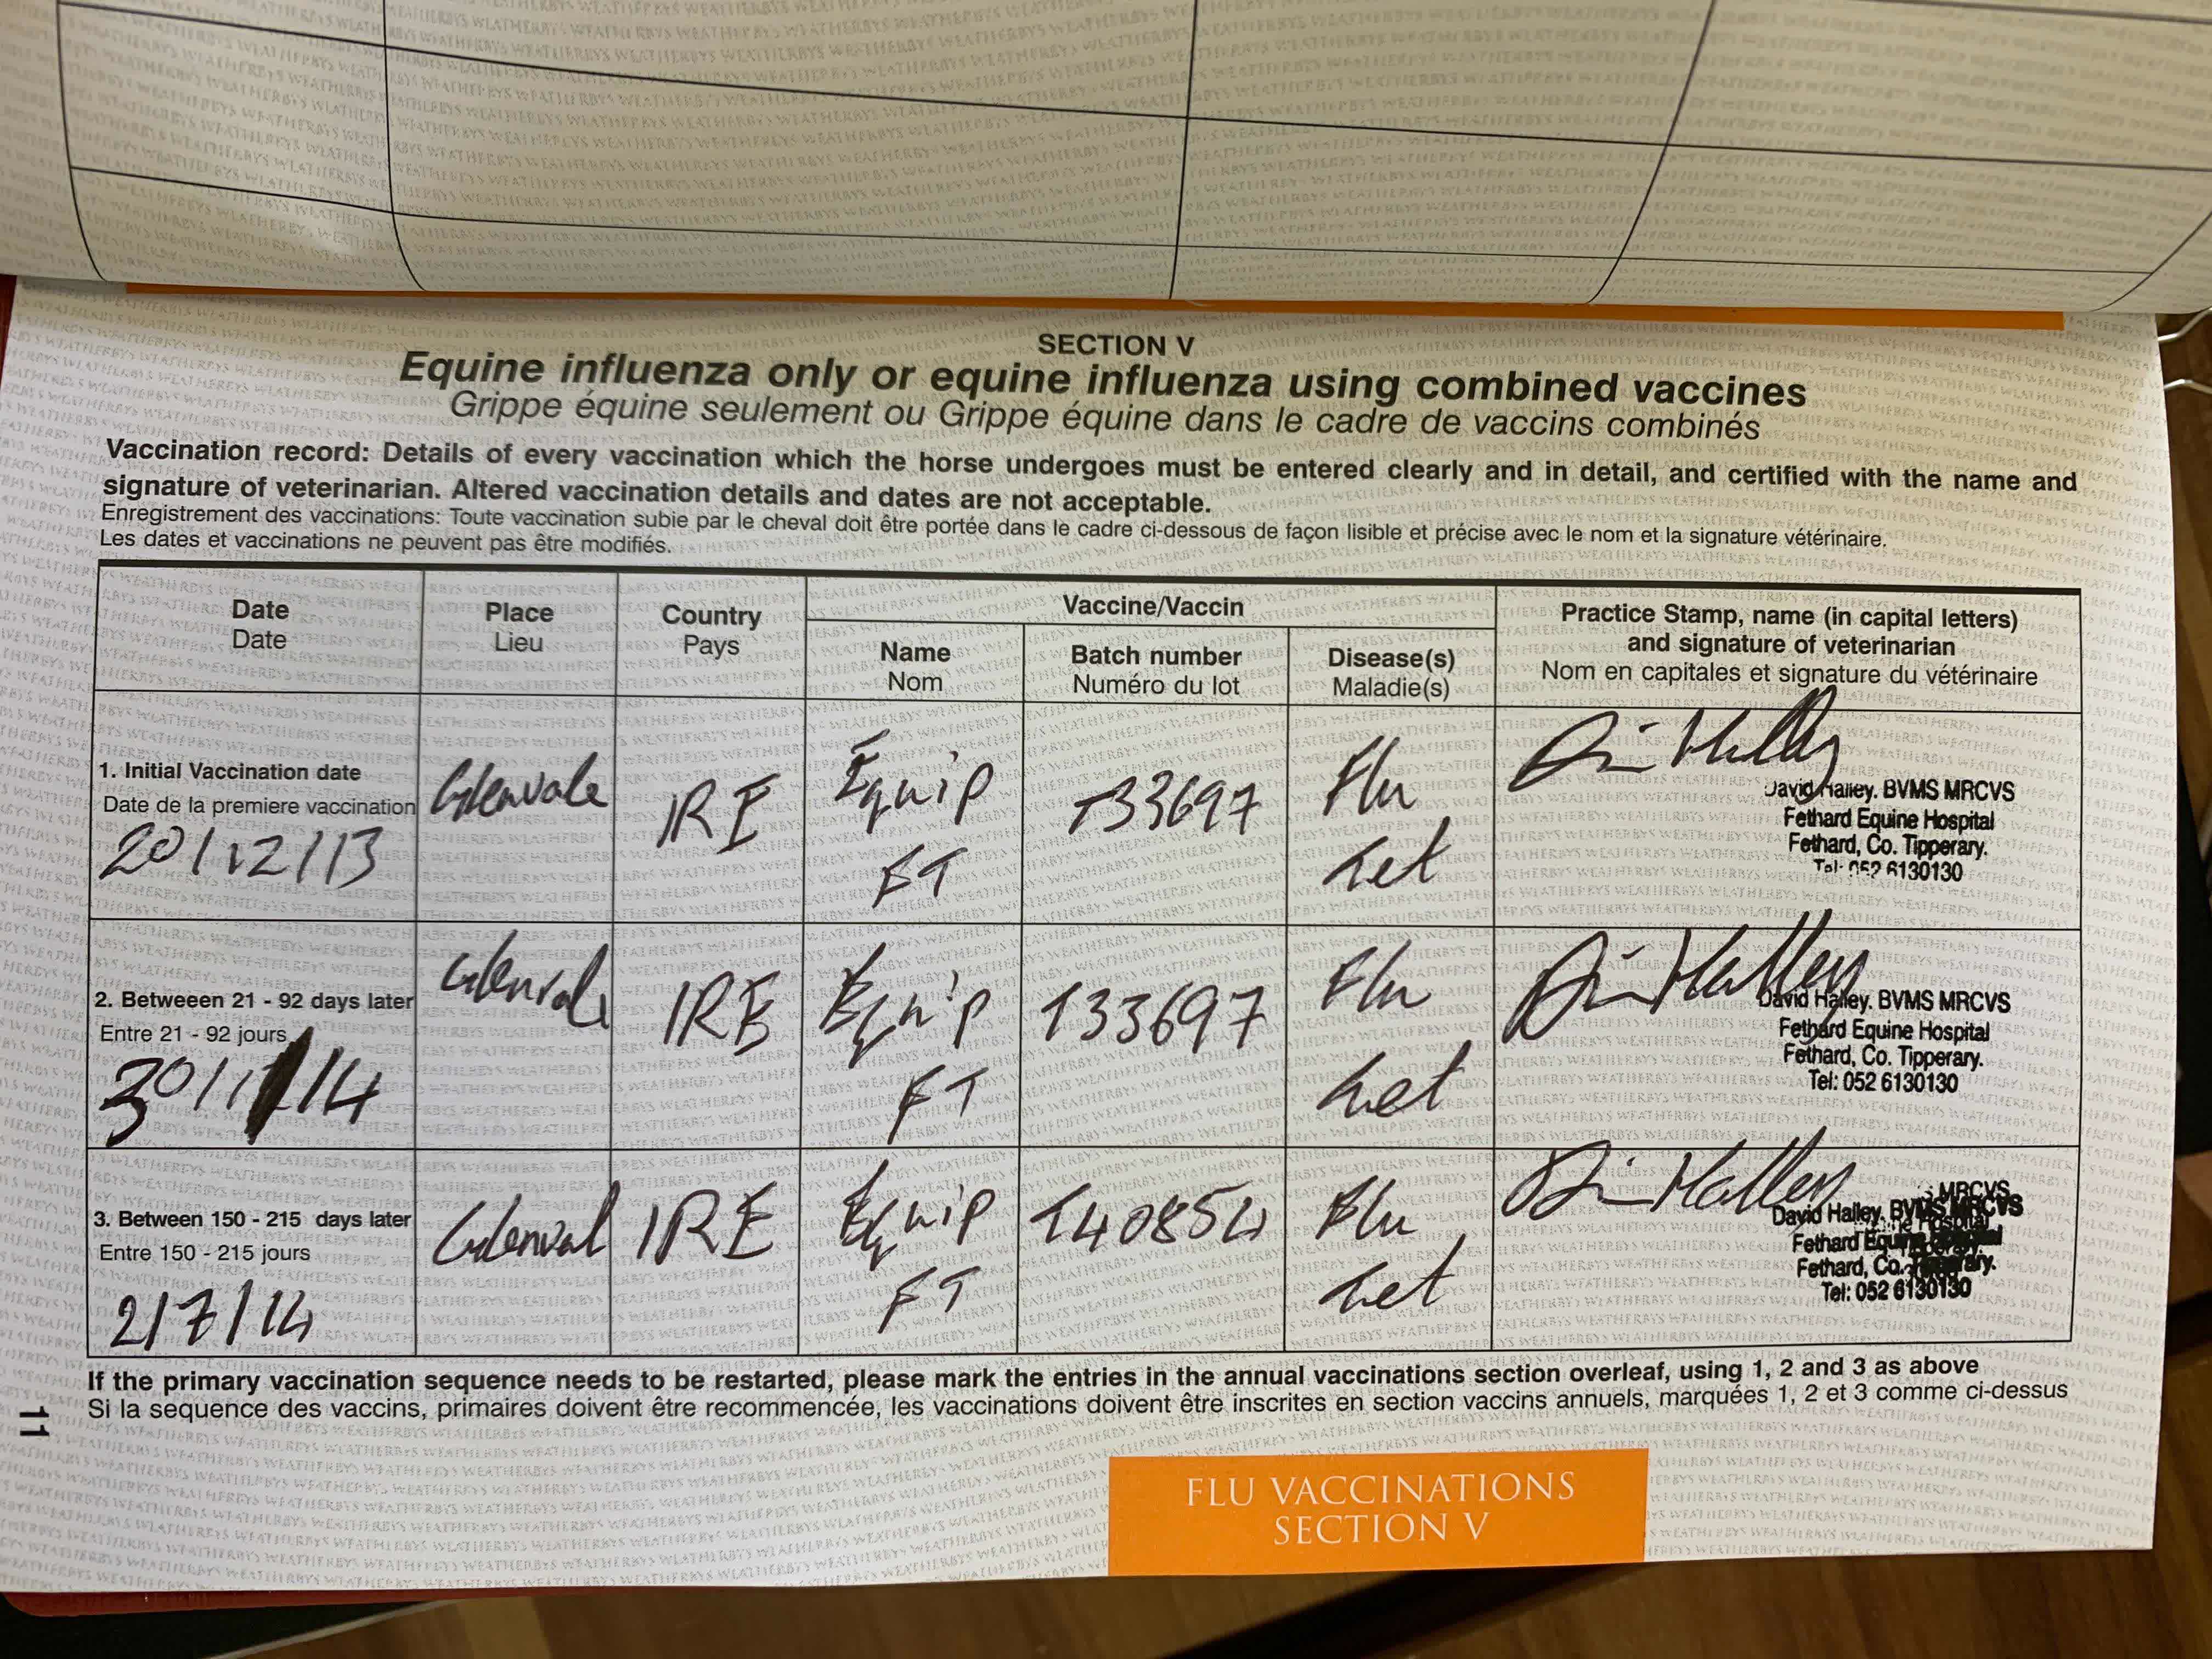 SECTION V
Equine influenza only or equine influenza using combined vaccines
Grippe équine seulement ou Grippe équine dans le cadre de vaccins combinés
Vaccination record: Details of every vaccination which the horse undergoes must be entered clearly and in detail, and certified with the name and
signature of veterinarian. Altered vaccination details and dates are not acceptable.
Enregistrement des vaccinations: Toute vaccination subie par le cheval doit être portée dans le cadre ci-dessous de façon lisible et précise avec le nom et la signature vétérinaire.
Les dates et vaccinations ne peuvent pas être modifiés.
Date
Date
Place
Lieu
Country
Pays
Vaccine/Vaccin
Name
Nom
Batch number
Numéro du lot
Disease(s)
Maladie(s)
Practice Stamp, name (in capital letters)
and signature of veterinarian
Nom en capitales et signature du vétérinaire
1. Initial Vaccination date
Date de la premiere vaccination
20/12/13
Glenvale
IRE
Equip
FT
133697
Flu
Tet
David Halley. BVMS MRCVS
Fethard Equine Hospital
Fethard, Co. Tipperary.
Tel: 052 6130130
2. Betweeen 21 - 92 days later
Entre 21 - 92 jours
30/1/14
Glenvale
IRE
Equip
FT
133697
Flu
Tet
David Halley. BVMS MRCVS
Fethard Equine Hospital
Fethard, Co. Tipperary.
Tel: 052 6130130
3. Between 150 - 215 days later
Entre 150 - 215 jours
2/7/14
Glenval
IRE
Equip
FT
Flu
Tet
David Halley. BVMS MRCVS
Fethard Equine Hospital
Fethard, Co. Tipperary.
Tel: 052 6130130
If the primary vaccination sequence needs to be restarted, please mark the entries in the annual vaccinations section overleaf, using 1, 2 and 3 as above
Si la sequence des vaccins, primaires doivent être recommencée, les vaccinations doivent être inscrites en section vaccins annuels, marquées 1, 2 et 3 comme ci-dessus
11
FLU VACCINATIONS
SECTION V